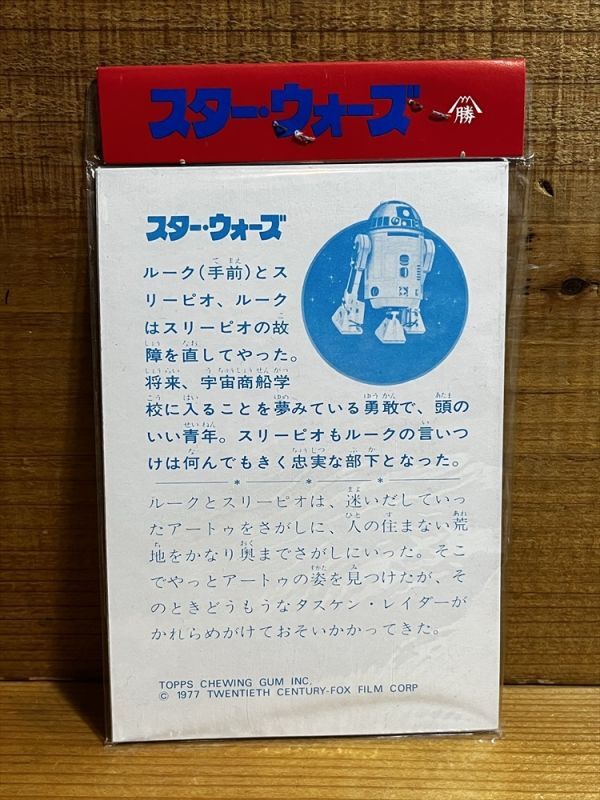 スター・ウォーズ
勝
スター・ウォーズ
ルーク(手前)とス
リーピオ、ルーク
はスリーピオの故
障を直してやった。
将来、宇宙商船学
校に入ることを夢みている勇敢で、頭の
いい青年。スリーピオもルークの言いつ
けは何んでもきく忠実な部下となった。
ルークとスリーピオは、迷いだしていっ
たアートゥをさがしに、人の住まない荒
地をかなり奥までさがしにいった。そこ
でやっとアートゥの姿を見つけたが、そ
のときどうもうなタスケン・レイダーが
かれらめがけておそいかかってきた。
TOPPS CHEWING GUM INC.
© 1977 TWENTIETH CENTURY-FOX FILM CORP